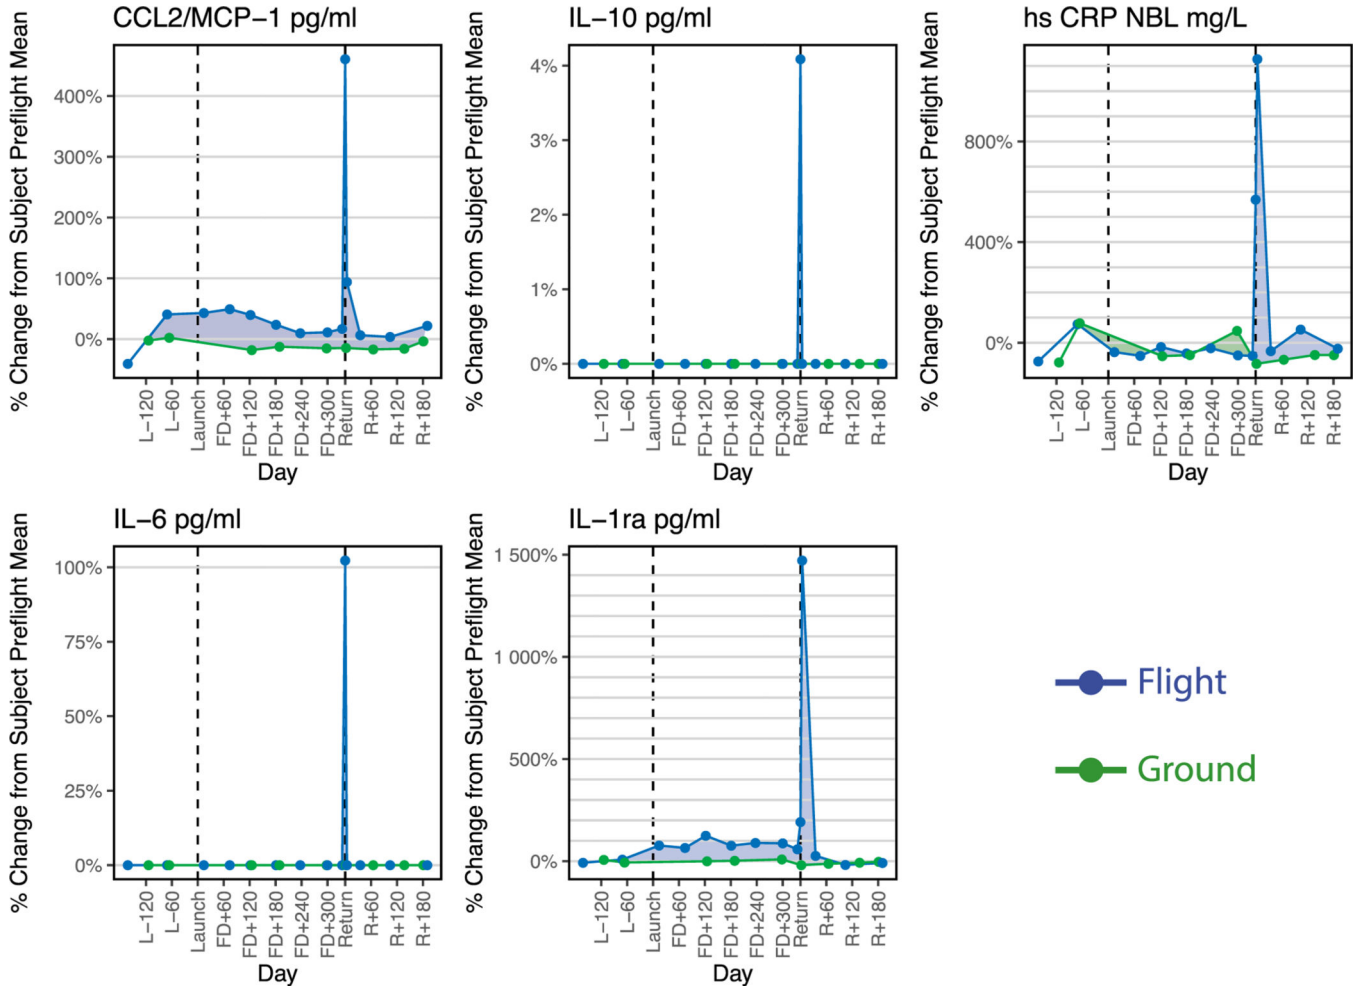 CCL2/MCP−1 pg/ml
% Change from Subject Preflight Mean
400%
300%
200%
100%
0%
L−120
L−60
Launch
FD+60
FD+120
FD+180
FD+240
FD+300
Return
R+60
R+120
R+180
Day
IL−10 pg/ml
% Change from Subject Preflight Mean
4%
3%
2%
1%
0%
L−120
L−60
Launch
FD+60
FD+120
FD+180
FD+240
FD+300
Return
R+60
R+120
R+180
Day
hs CRP NBL mg/L
% Change from Subject Preflight Mean
800%
400%
0%
L−120
L−60
Launch
FD+60
FD+120
FD+180
FD+240
FD+300
Return
R+60
R+120
R+180
Day
IL−6 pg/ml
% Change from Subject Preflight Mean
100%
75%
50%
25%
0%
L−120
L−60
Launch
FD+60
FD+120
FD+180
FD+240
FD+300
Return
R+60
R+120
R+180
Day
IL−1ra pg/ml
% Change from Subject Preflight Mean
1 500%
1 000%
500%
0%
L−120
L−60
Launch
FD+60
FD+120
FD+180
FD+240
FD+300
Return
R+60
R+120
R+180
Day
Flight
Ground